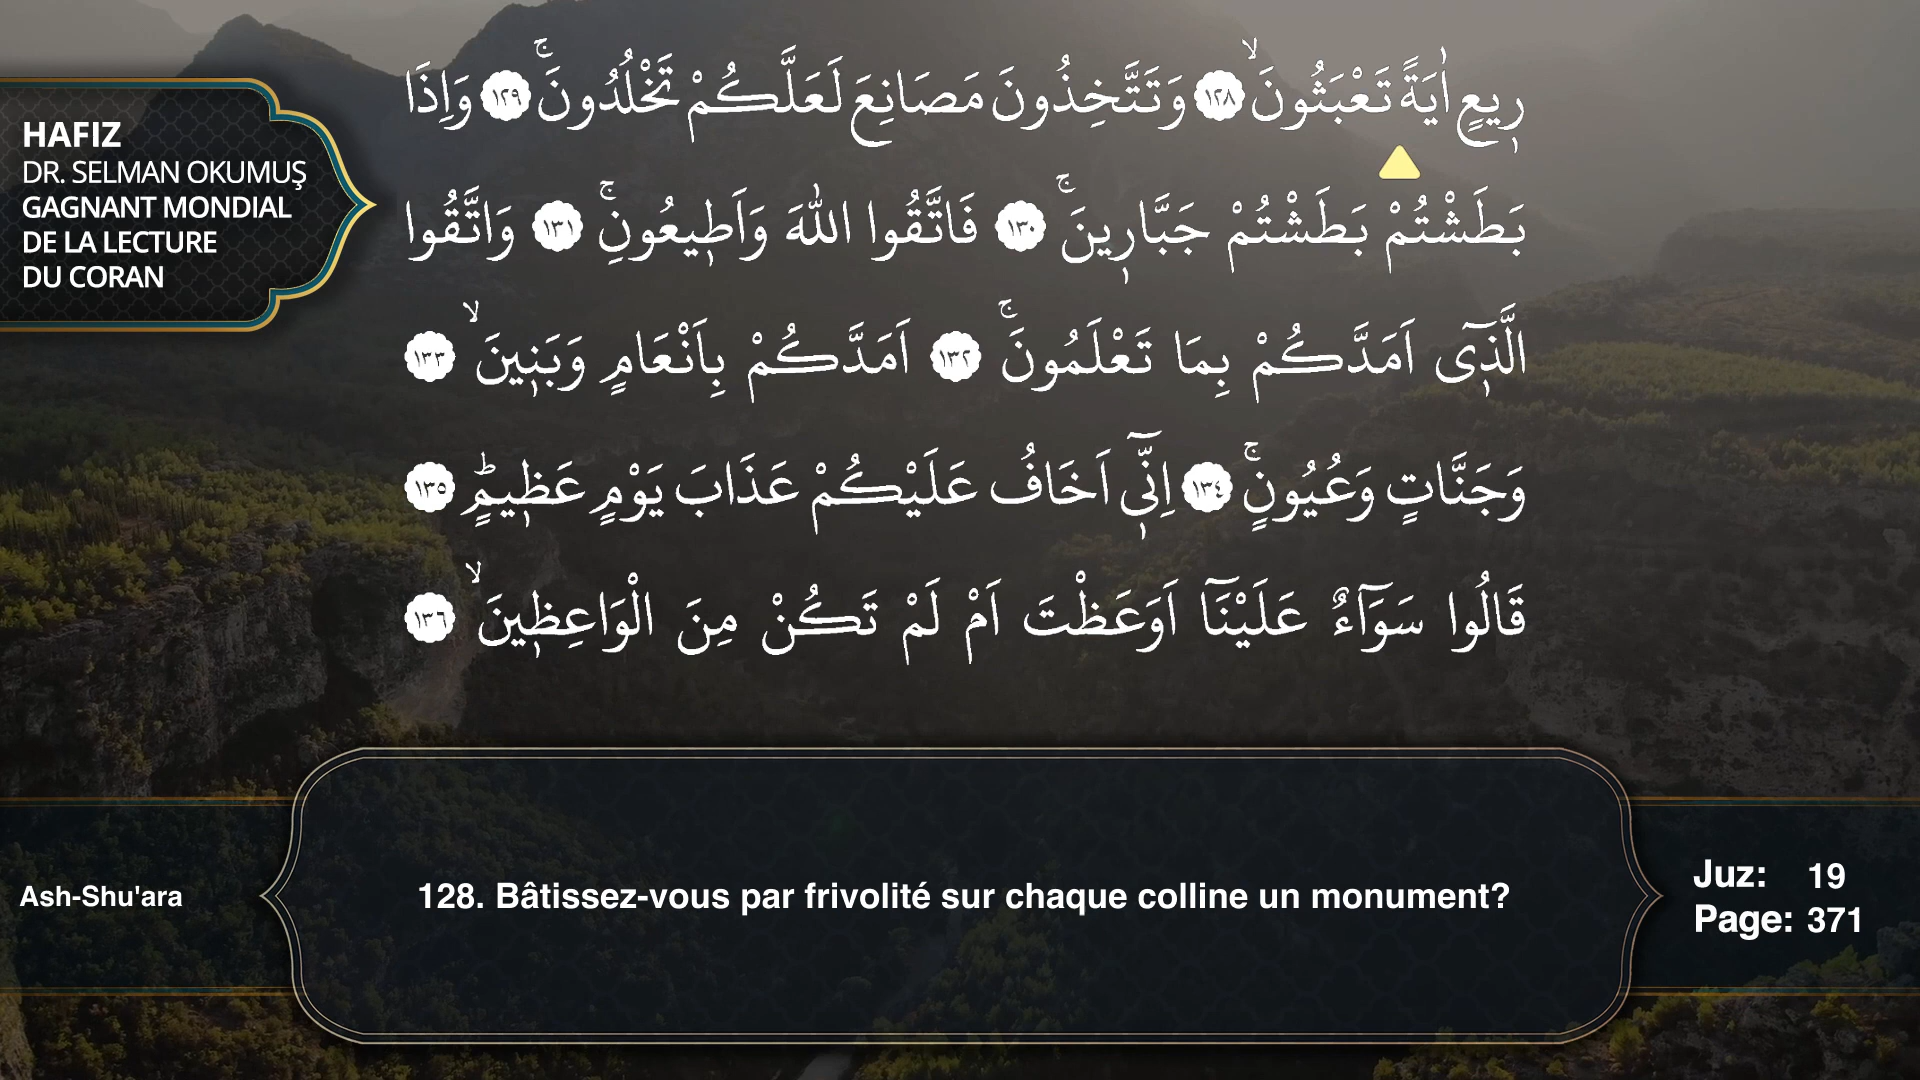 رٖيعٍ اٰيَةً تَعْبَثُونَۙ ﴿١٢٨﴾ وَتَتَّخِذُونَ مَصَانِعَ لَعَلَّكُمْ تَخْلُدُونَۚ ﴿١٢٩﴾ وَاِذَا
بَطَشْتُمْ بَطَشْتُمْ جَبَّارٖينَۚ ﴿١٣٠﴾ فَاتَّقُوا اللّٰهَ وَاَطٖيعُونِۚ ﴿١٣١﴾ وَاتَّقُوا
الَّذٖٓى اَمَدَّكُمْ بِمَا تَعْلَمُونَۚ ﴿١٣٢﴾ اَمَدَّكُمْ بِاَنْعَامٍ وَبَنٖينَۙ ﴿١٣٣﴾
وَجَنَّاتٍ وَعُيُونٍۚ ﴿١٣٤﴾ اِنّٖٓى اَخَافُ عَلَيْكُمْ عَذَابَ يَوْمٍ عَظٖيمٍؕ ﴿١٣٥﴾
قَالُوا سَوَٓاءٌ عَلَيْنَٓا اَوَعَظْتَ اَمْ لَمْ تَكُنْ مِنَ الْوَاعِظٖينَۙ ﴿١٣٦﴾
HAFIZ
DR. SELMAN OKUMUŞ
GAGNANT MONDIAL
DE LA LECTURE
DU CORAN
Ash-Shu'ara
128. Bâtissez-vous par frivolité sur chaque colline un monument?
Juz: 19
Page: 371